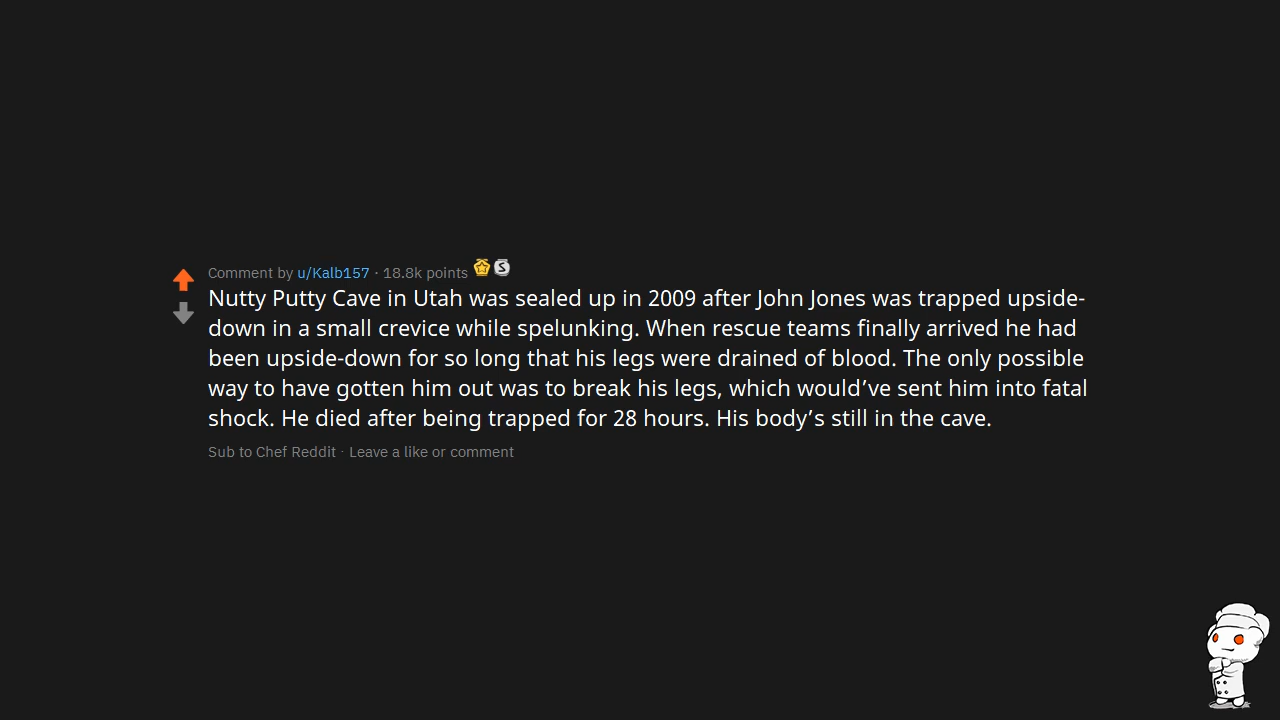 Comment by u/Kalb157 · 18.8k points
Nutty Putty Cave in Utah was sealed up in 2009 after John Jones was trapped upside-
down in a small crevice while spelunking. When rescue teams finally arrived he had
been upside-down for so long that his legs were drained of blood. The only possible
way to have gotten him out was to break his legs, which would’ve sent him into fatal
shock. He died after being trapped for 28 hours. His body’s still in the cave.
Sub to Chef Reddit · Leave a like or comment